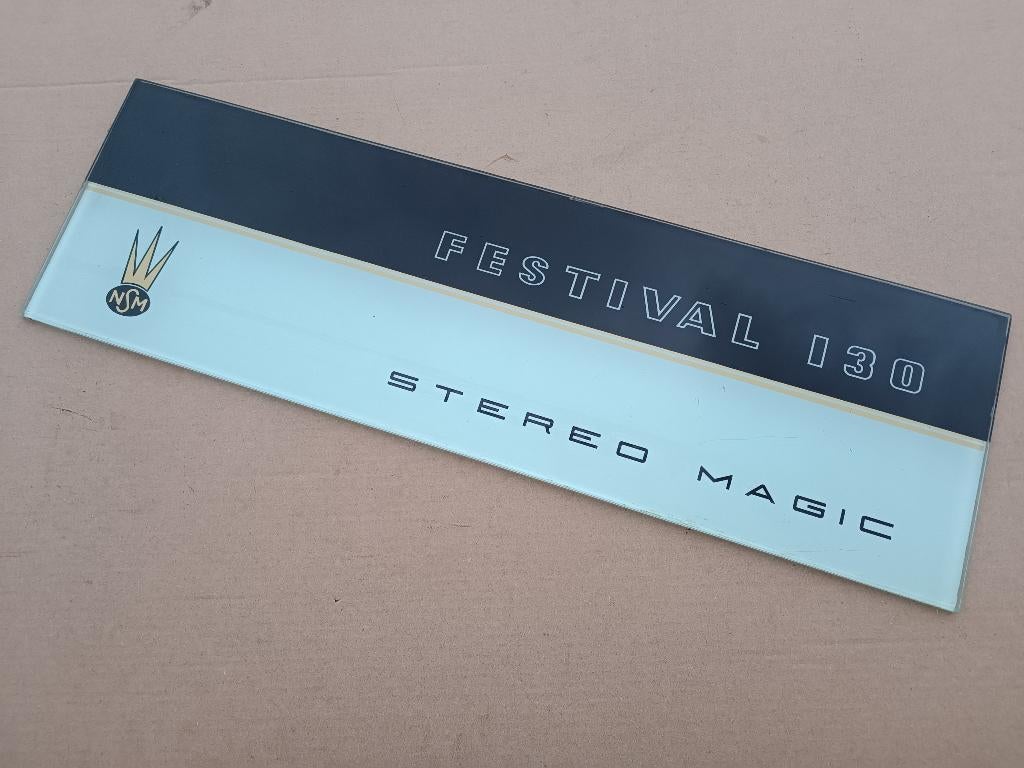 FESTIVAL 130
NSM
STEREO MAGIC